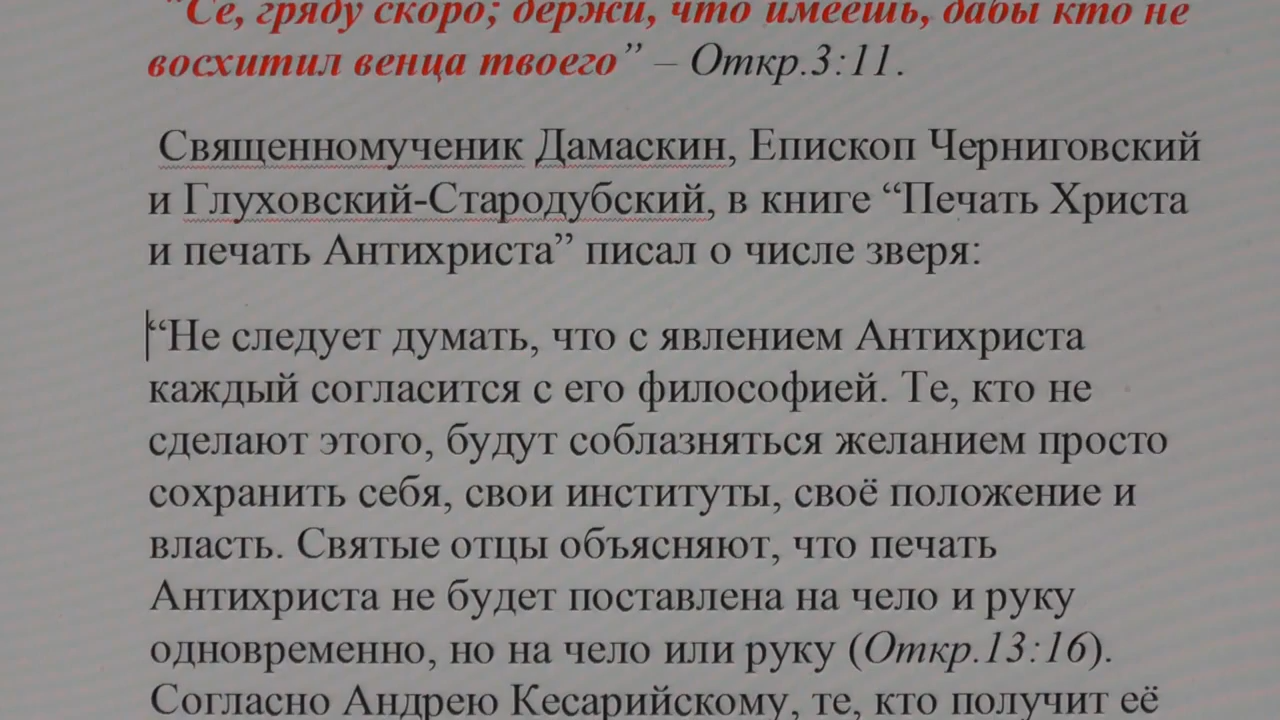 “Се, гряду скоро; держи, что имеешь, дабы кто не
восхитил венца твоего” – Откр.3:11.
Священномученик Дамаскин, Епископ Черниговский
и Глуховский-Стародубский, в книге “Печать Христа
и печать Антихриста” писал о числе зверя:
“Не следует думать, что с явлением Антихриста
каждый согласится с его философией. Те, кто не
сделают этого, будут соблазняться желанием просто
сохранить себя, свои институты, своё положение и
власть. Святые отцы объясняют, что печать
Антихриста не будет поставлена на чело и руку
одновременно, но на чело или руку (Откр.13:16).
Согласно Андрею Кесарийскому, те, кто получит её